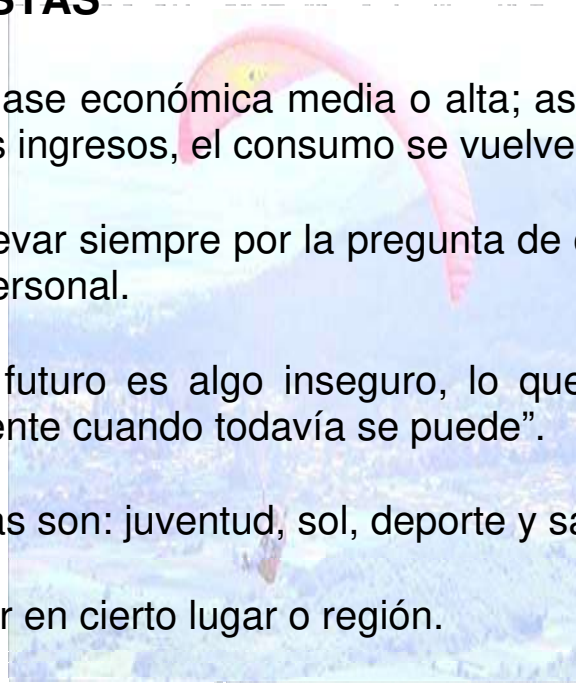 STAS
ase económica media o alta; as
s ingresos, el consumo se vuelve
evar siempre por la pregunta de
ersonal.
futuro es algo inseguro, lo que
ente cuando todavía se puede”.
as son: juventud, sol, deporte y sa
r en cierto lugar o región.